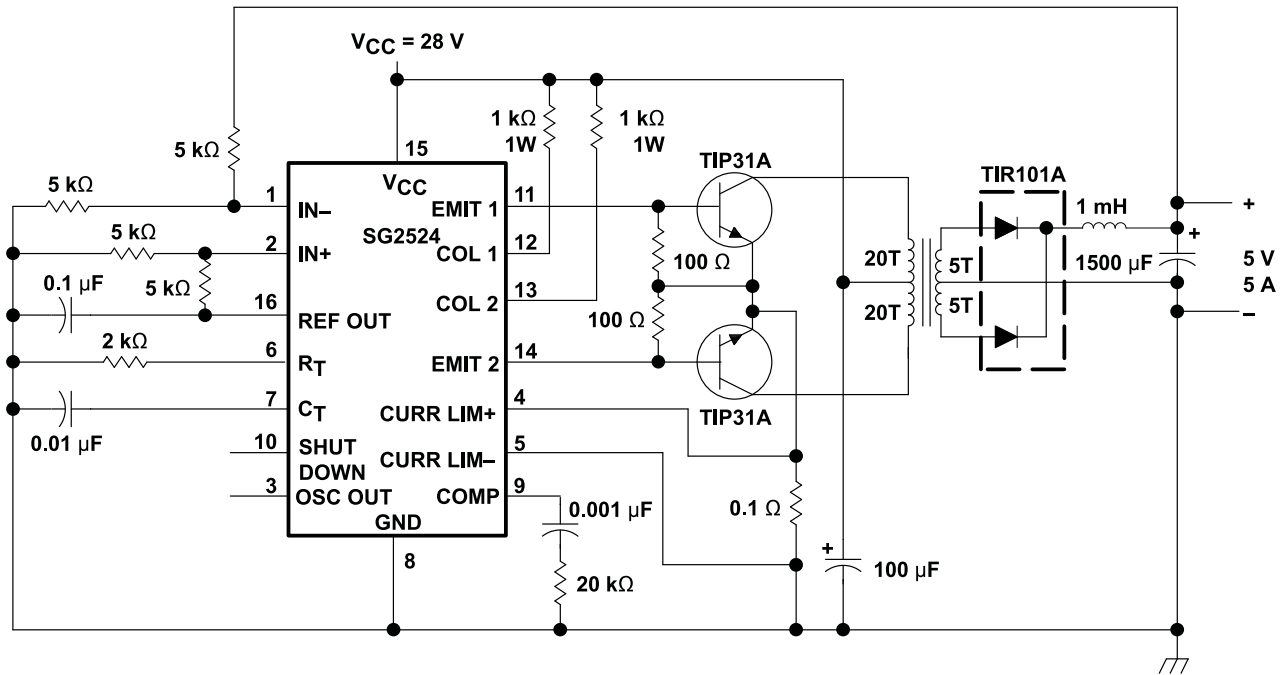 VCC = 28 V
5 kΩ
1 kΩ
1W
1 kΩ
1W
15
VCC
TIP31A
TIR101A
5 kΩ
1
IN–
EMIT 1
11
1 mH
+
SG2524
5 kΩ
2
IN+
COL 1
12
100 Ω
20T
5T
1500 µF
+
5 V
5 A
0.1 µF
5 kΩ
16
REF OUT
COL 2
13
100 Ω
20T
5T
–
2 kΩ
6
RT
EMIT 2
14
TIP31A
0.01 µF
7
CT
CURR LIM+
4
10
SHUT
DOWN
CURR LIM–
5
3
OSC OUT
COMP
9
0.001 µF
0.1 Ω
GND
8
20 kΩ
+
100 µF